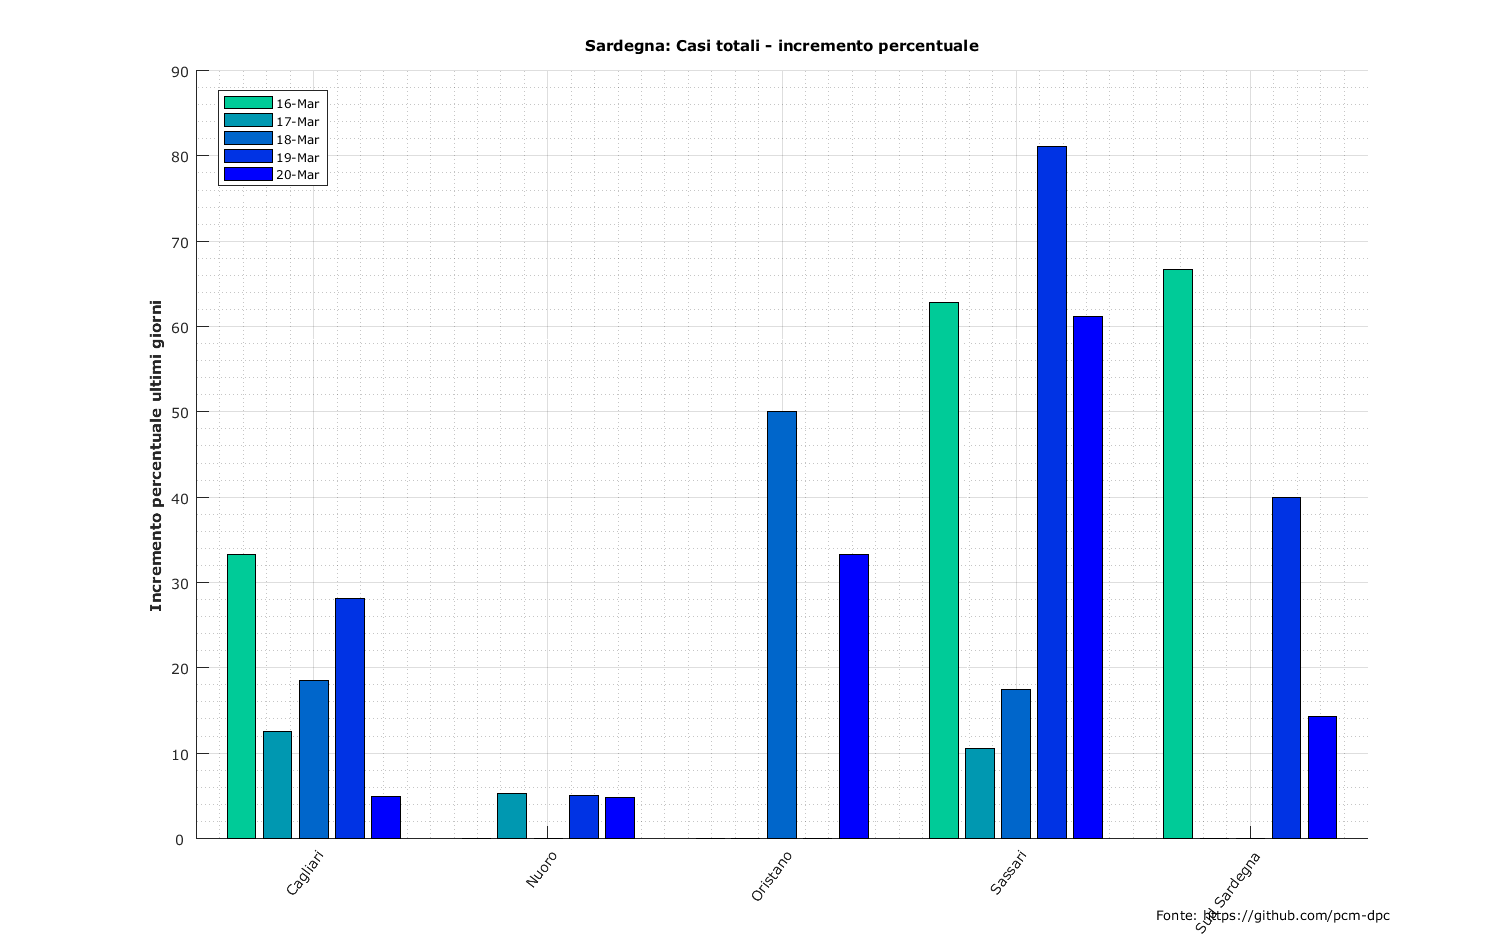 Sardegna: Casi totali - incremento percentuale
90
80
70
60
50
40
30
20
10
0
Incremento percentuale ultimi giorni
16-Mar
17-Mar
18-Mar
19-Mar
20-Mar
Cagliari
Nuoro
Oristano
Sassari
Sud Sardegna
Fonte: https://github.com/pcm-dpc